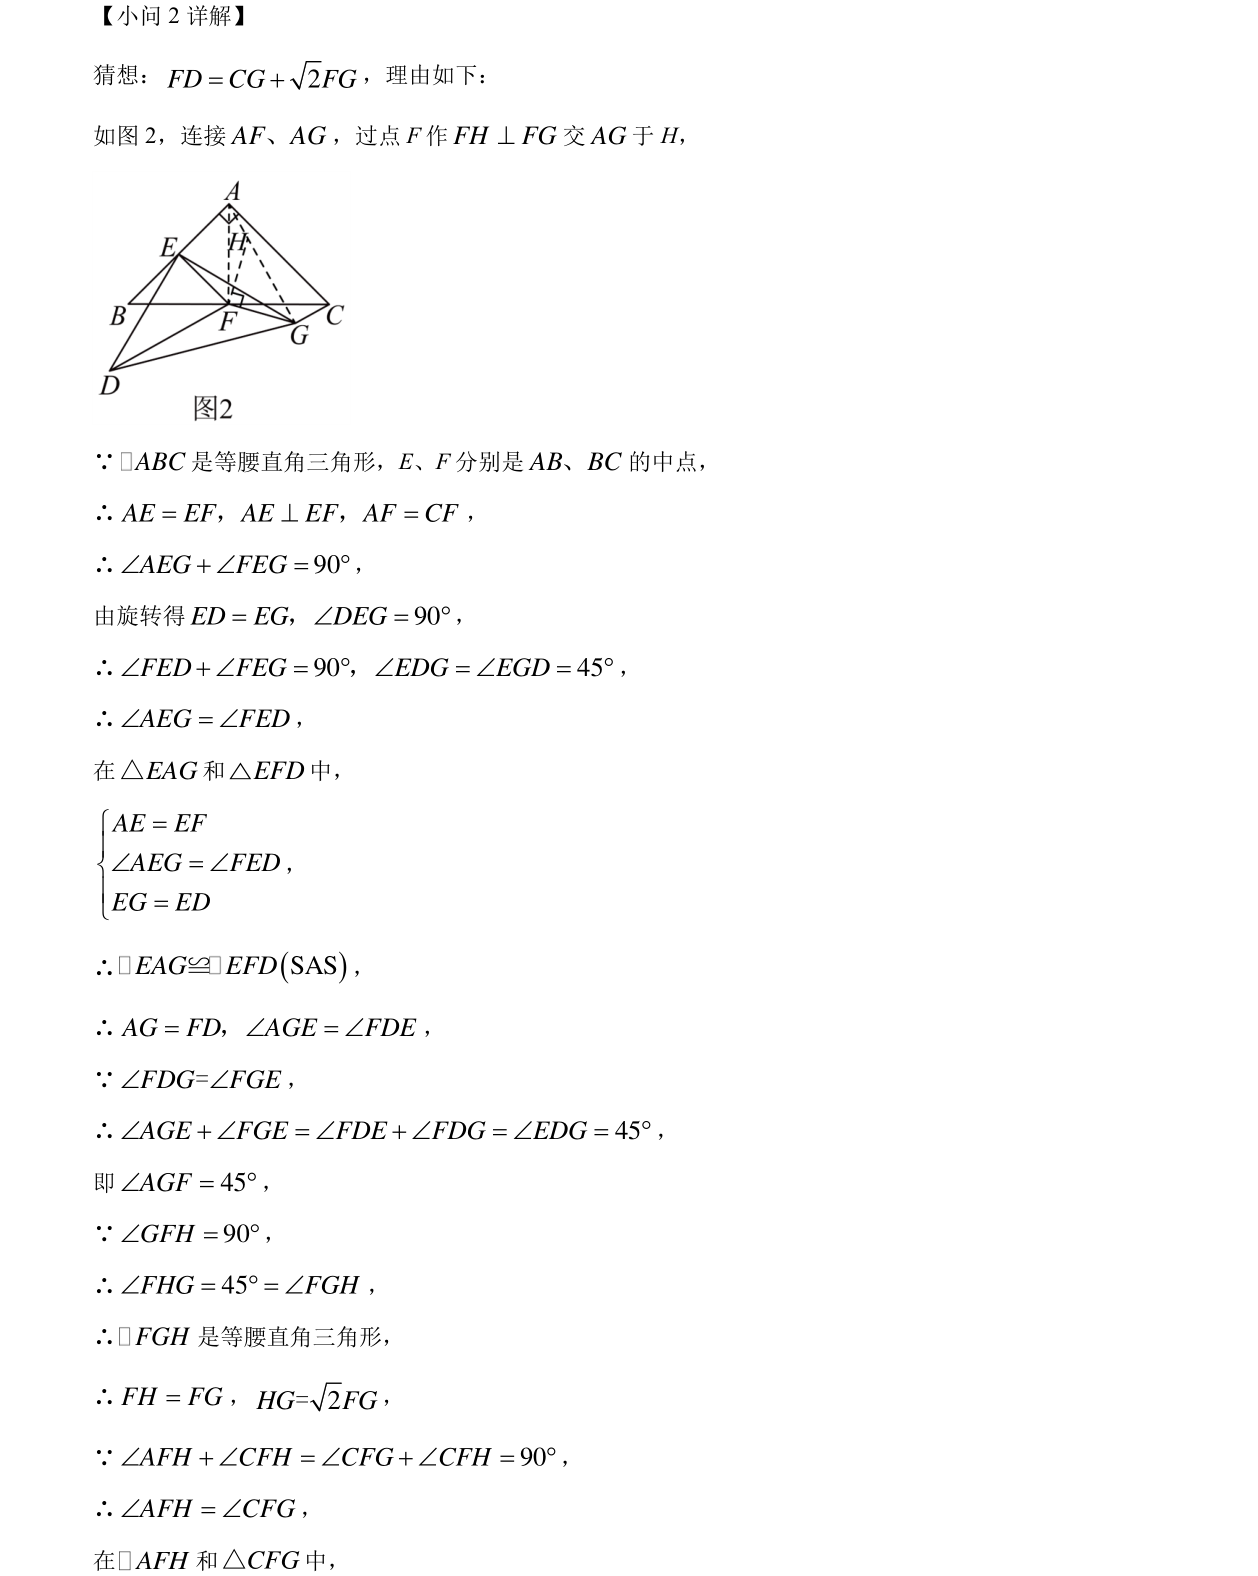 【小问 2 详解】
猜想： FD = CG + √2FG ，理由如下：
如图 2，连接 AF、AG ，过点 F 作 FH ⊥ FG 交 AG 于 H，
A
E
H
B
F
G
C
D
图2
∵ □ABC 是等腰直角三角形，E、F 分别是 AB、BC 的中点，
∴ AE = EF，AE ⊥ EF，AF = CF ，
∴ ∠AEG + ∠FEG = 90°，
由旋转得 ED = EG，∠DEG = 90°，
∴ ∠FED + ∠FEG = 90°，∠EDG = ∠EGD = 45°，
∴ ∠AEG = ∠FED ，
在 △EAG 和 △EFD 中，
AE = EF
∠AEG = ∠FED ，
EG = ED
∴ □EAG≌□EFD(SAS)，
∴ AG = FD，∠AGE = ∠FDE ，
∵ ∠FDG=∠FGE ，
∴ ∠AGE + ∠FGE = ∠FDE + ∠FDG = ∠EDG = 45°，
即 ∠AGF = 45°，
∵ ∠GFH = 90°，
∴ ∠FHG = 45° = ∠FGH ，
∴ □FGH 是等腰直角三角形，
∴ FH = FG ， HG=√2FG，
∵ ∠AFH + ∠CFH = ∠CFG + ∠CFH = 90°，
∴ ∠AFH = ∠CFG ，
在 □AFH 和 △CFG 中，